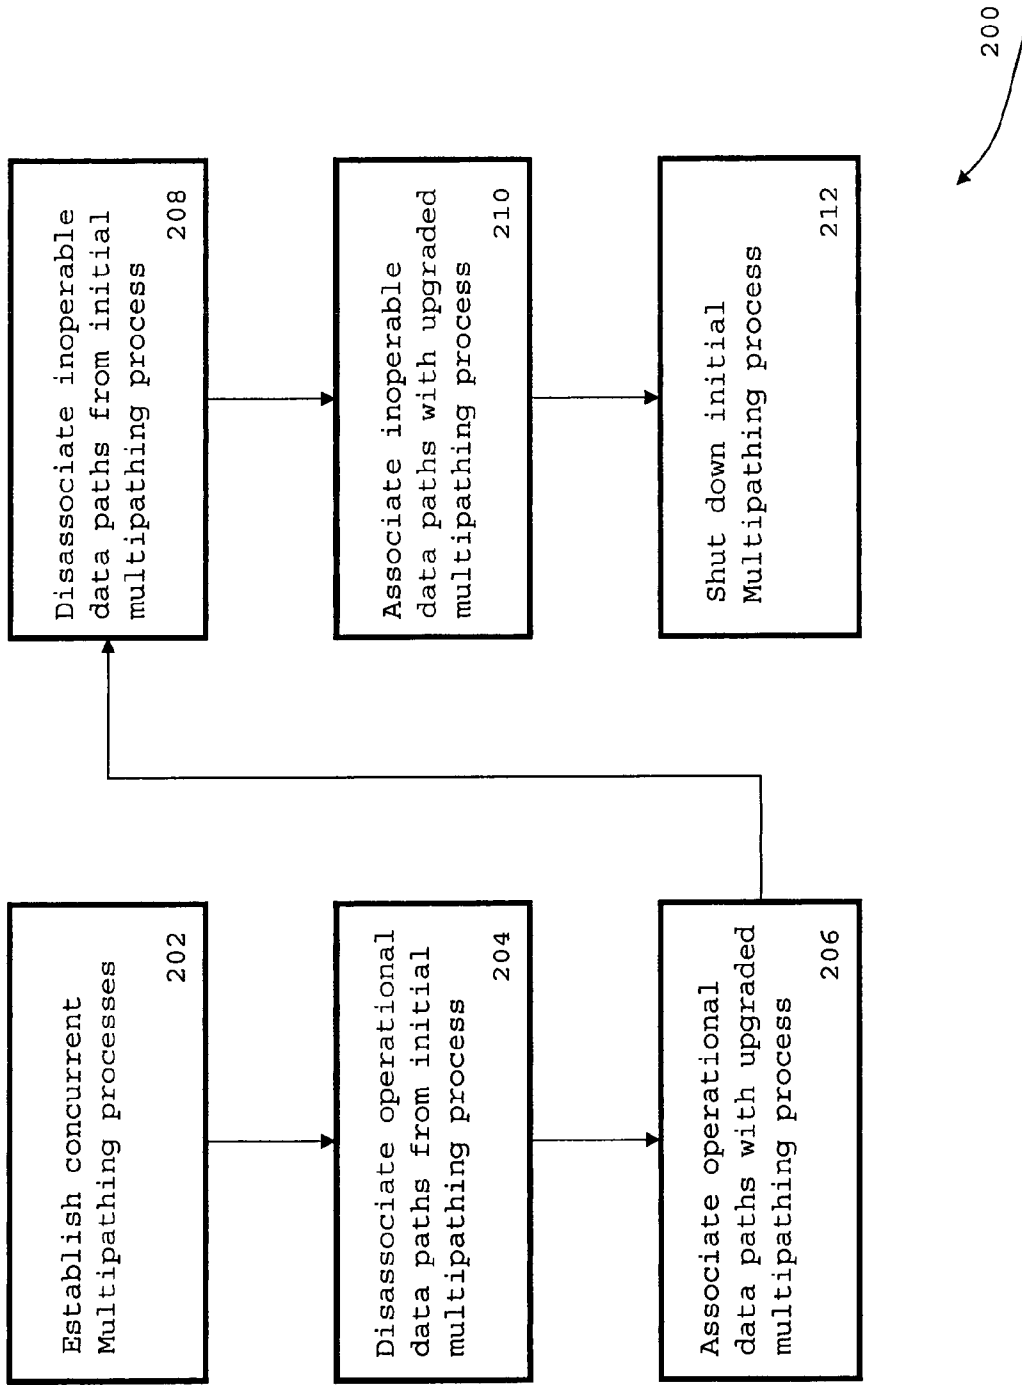 Establish concurrent
Multipathing processes
202
Disassociate operational
data paths from initial
multipathing process
204
Associate operational
data paths with upgraded
multipathing process
206
Disassociate inoperable
data paths from initial
multipathing process
208
Associate inoperable
data paths with upgraded
multipathing process
210
Shut down initial
Multipathing process
212
200